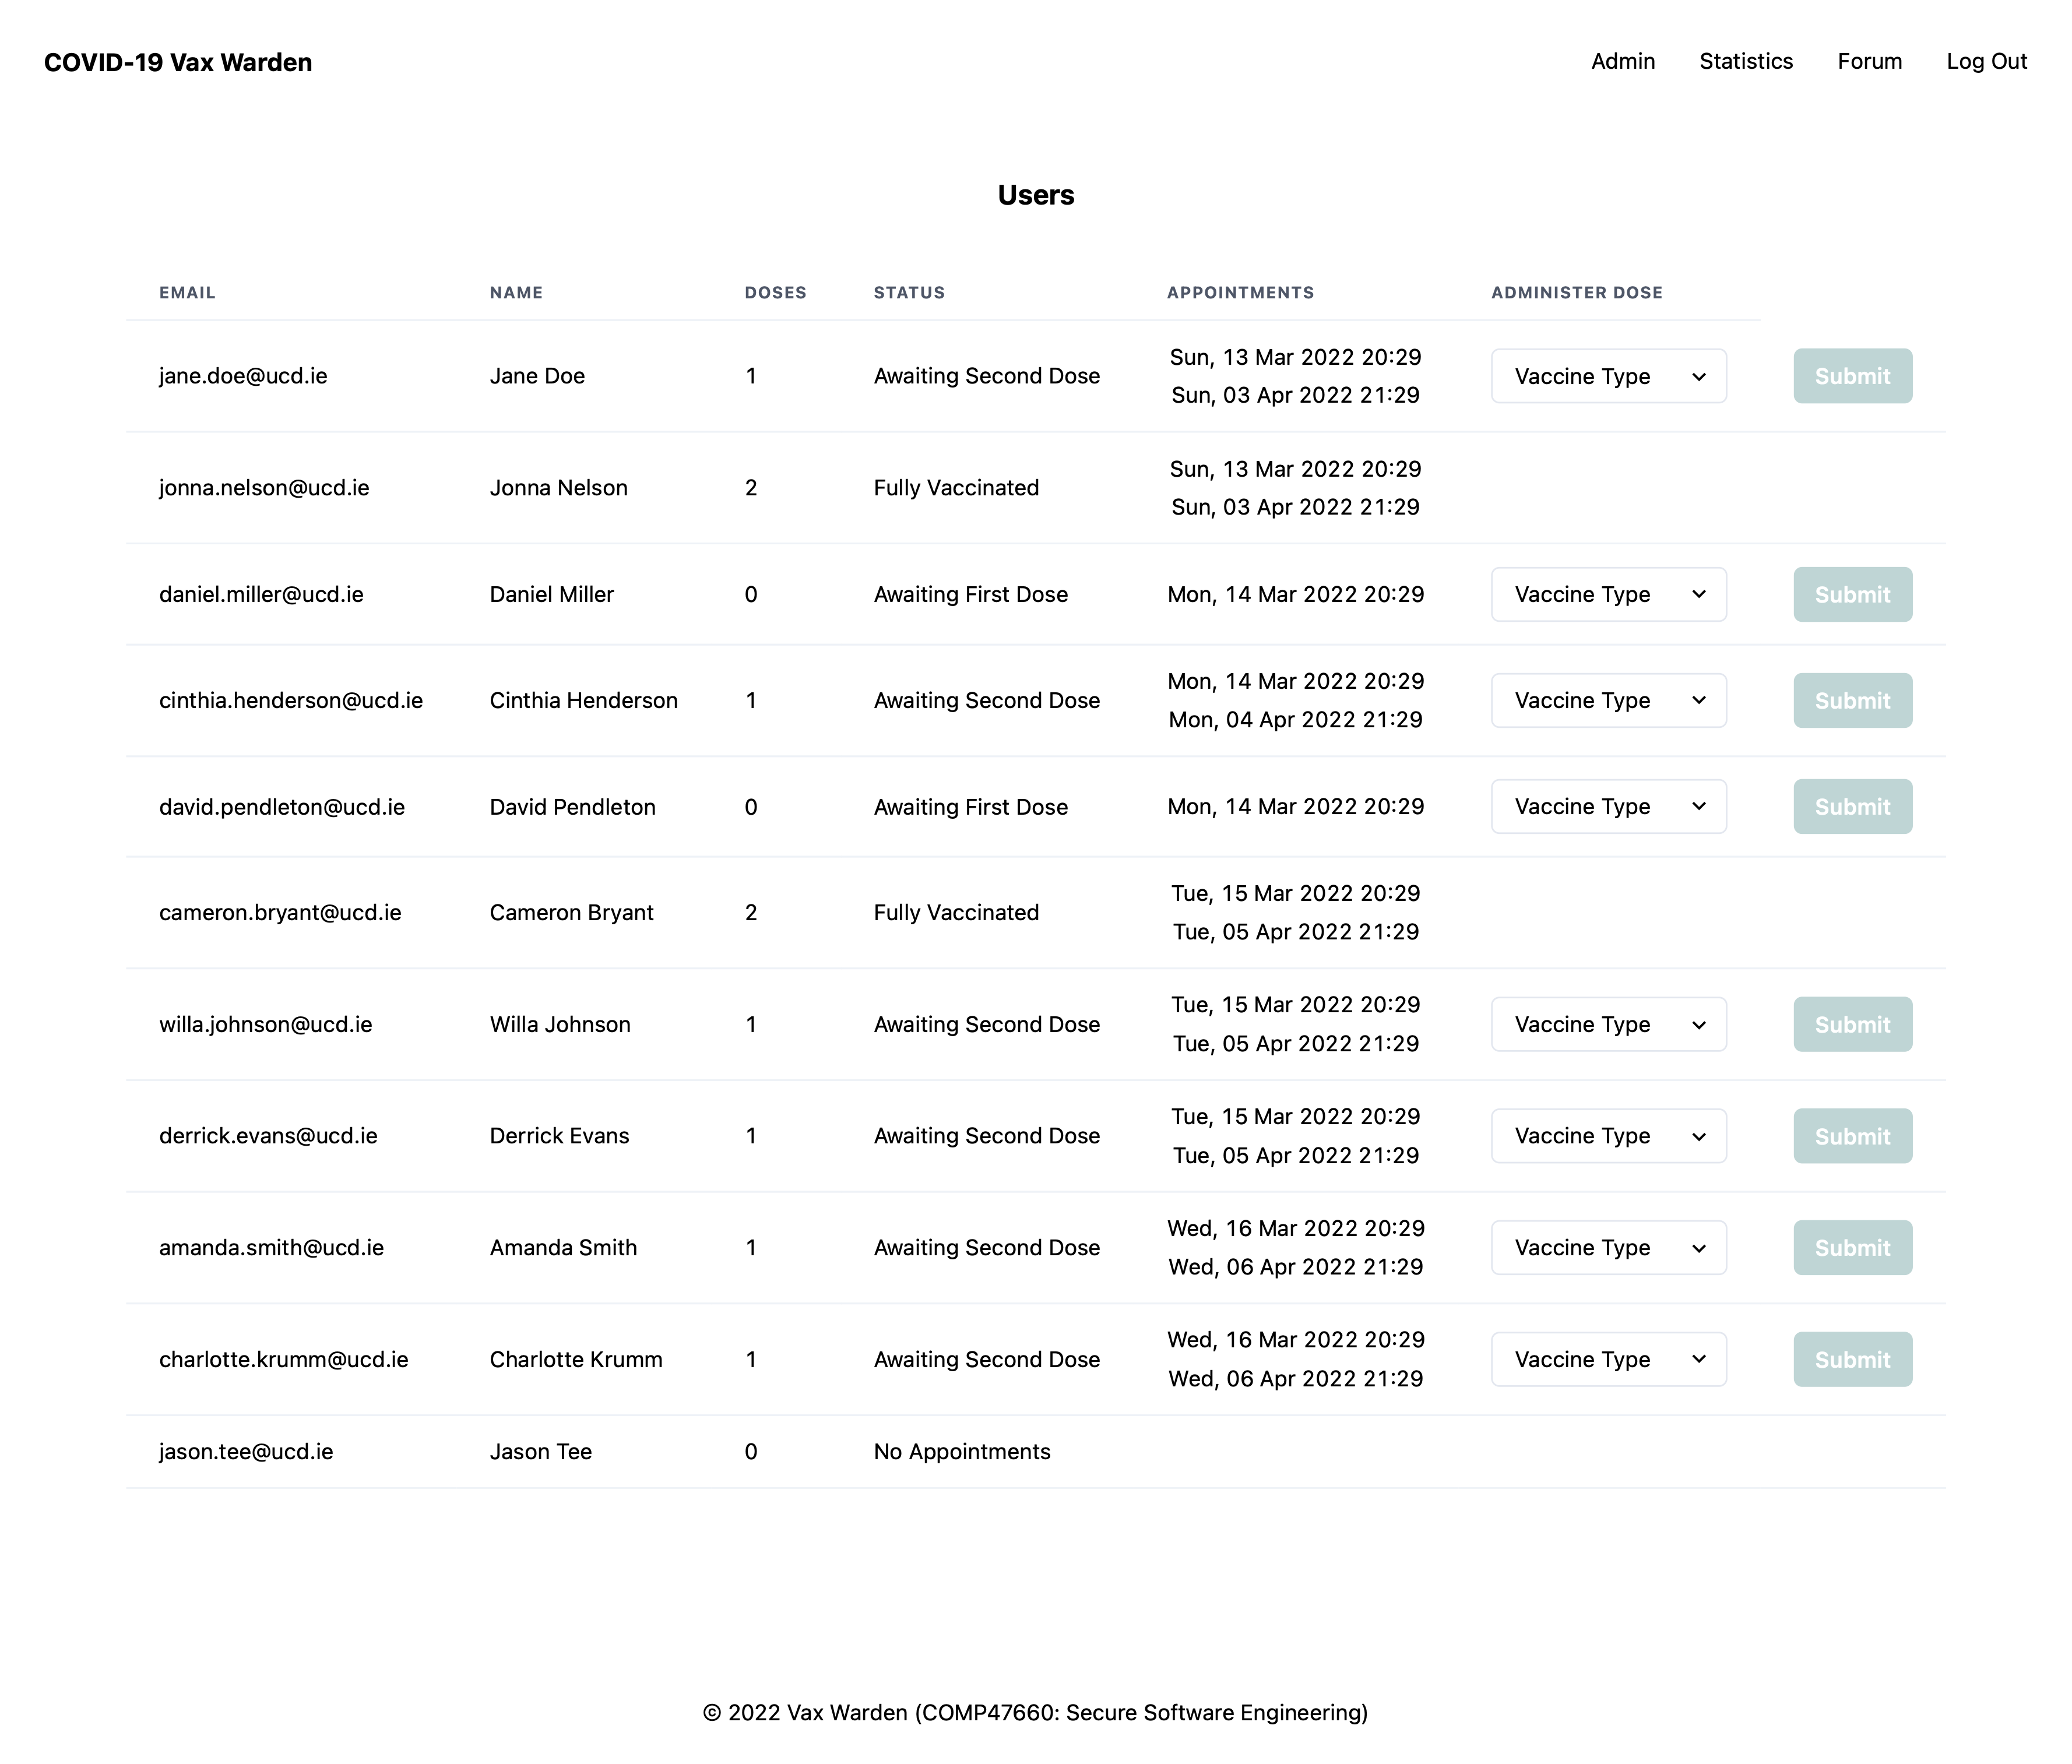 COVID-19 Vax Warden Admin Statistics Forum Log Out
Users
EMAIL NAME DOSES STATUS APPOINTMENTS ADMINISTER DOSE
jane.doe@ucd.ie Jane Doe 1 Awaiting Second Dose Sun, 13 Mar 2022 20:29 Vaccine Type Submit
Sun, 03 Apr 2022 21:29
jonna.nelson@ucd.ie Jonna Nelson 2 Fully Vaccinated Sun, 13 Mar 2022 20:29
Sun, 03 Apr 2022 21:29
daniel.miller@ucd.ie Daniel Miller 0 Awaiting First Dose Mon, 14 Mar 2022 20:29 Vaccine Type Submit
cinthia.henderson@ucd.ie Cinthia Henderson 1 Awaiting Second Dose Mon, 14 Mar 2022 20:29 Vaccine Type Submit
Mon, 04 Apr 2022 21:29
david.pendleton@ucd.ie David Pendleton 0 Awaiting First Dose Mon, 14 Mar 2022 20:29 Vaccine Type Submit
cameron.bryant@ucd.ie Cameron Bryant 2 Fully Vaccinated Tue, 15 Mar 2022 20:29
Tue, 05 Apr 2022 21:29
willa.johnson@ucd.ie Willa Johnson 1 Awaiting Second Dose Tue, 15 Mar 2022 20:29 Vaccine Type Submit
Tue, 05 Apr 2022 21:29
derrick.evans@ucd.ie Derrick Evans 1 Awaiting Second Dose Tue, 15 Mar 2022 20:29 Vaccine Type Submit
Tue, 05 Apr 2022 21:29
amanda.smith@ucd.ie Amanda Smith 1 Awaiting Second Dose Wed, 16 Mar 2022 20:29 Vaccine Type Submit
Wed, 06 Apr 2022 21:29
charlotte.krumm@ucd.ie Charlotte Krumm 1 Awaiting Second Dose Wed, 16 Mar 2022 20:29 Vaccine Type Submit
Wed, 06 Apr 2022 21:29
jason.tee@ucd.ie Jason Tee 0 No Appointments
© 2022 Vax Warden (COMP47660: Secure Software Engineering)